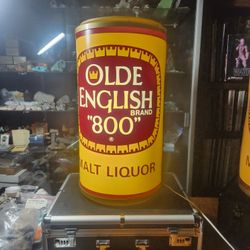 OLDE
ENGLISH
BRAND
"800"
®
MALT LIQUOR